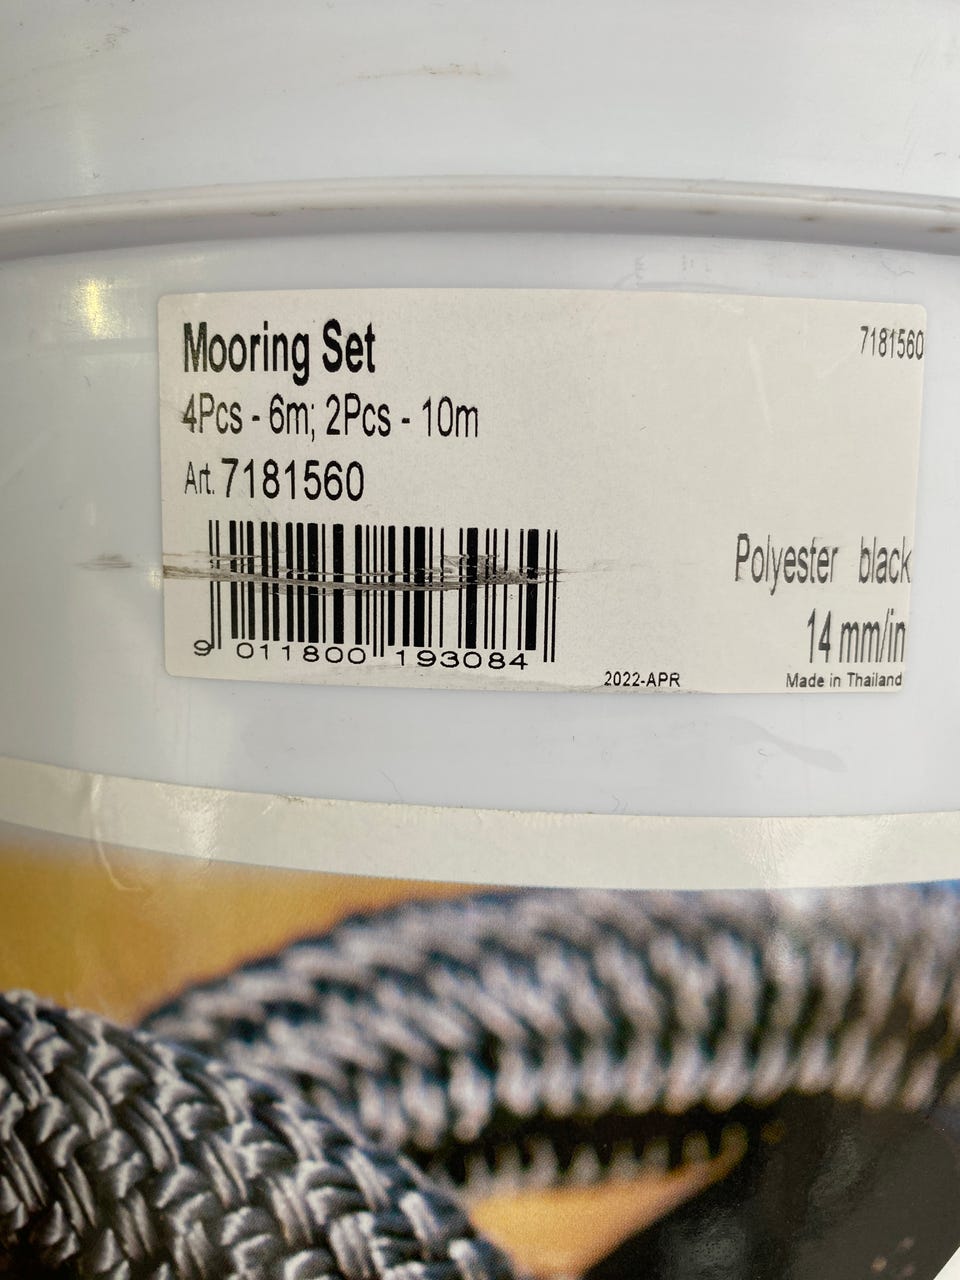 Mooring Set
7181560
4Pcs - 6m; 2Pcs - 10m
Art. 7181560
Polyester black
14 mm/in
9 011800 193084
2022-APR
Made in Thailand